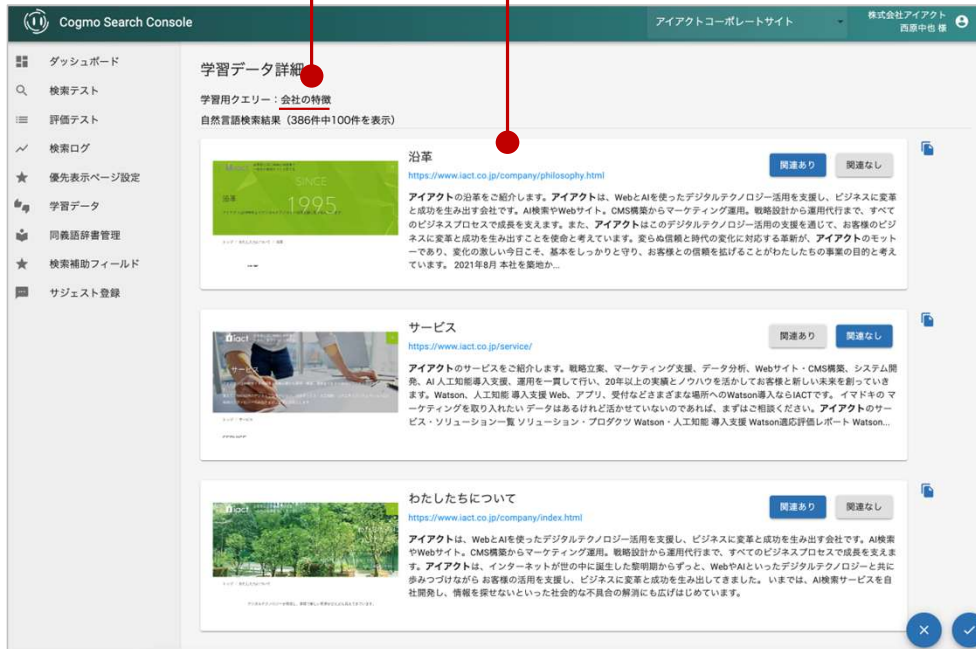 Cogmo Search Console
アイアクトコーポレートサイト
株式会社アイアクト
西原中也 様
ダッシュボード
検索テスト
評価テスト
検索ログ
優先表示ページ設定
学習データ
同義語辞書管理
検索補助フィールド
サジェスト登録
学習データ詳細
学習用クエリー：会社の特徴
自然言語検索結果（386件中100件を表示）
SINCE
1995
沿革
沿革
https://www.iact.co.jp/company/philosophy.html
関連あり
関連なし
アイアクトの沿革をご紹介します。アイアクトは、WebとAIを使ったデジタルテクノロジー活用を支援し、ビジネスに変革
と成功を生み出す会社です。AI検索やWebサイト。CMS構築からマーケティング運用。戦略設計から運用代行まで、すべて
のビジネスプロセスで成長を支えます。また、アイアクトはこのデジタルテクノロジー活用の支援を通じて、お客様のビジ
ネスに変革と成功を生み出すことを使命と考えています。変らぬ信頼と時代の変化に対応する革新が、アイアクトのモット
ーであり、変化の激しい今日こそ、基本をしっかりと守り、お客様との信頼を拡げることがわたしたちの事業の目的と考え
ています。 2021年8月 本社を築地か...
iact
サービス
サービス
https://www.iact.co.jp/service/
関連あり
関連なし
アイアクトのサービスをご紹介します。戦略立案、マーケティング支援、データ分析、Webサイト・CMS構築、システム開
発、AI 人工知能導入支援、運用を一貫して行い、20年以上の実績とノウハウを活かしてお客様と新しい未来を創っていき
ます。Watson、人工知能 導入支援 Web、アプリ、受付などさまざまな場所へのWatson導入ならIACTです。 イマドキの マ
ーケティングを取り入れたい データはあるけれど活かせていないのであれば、まずはご相談ください。アイアクトのサー
ビス・ソリューション一覧 ソリューション・プロダクツ Watson・人工知能 導入支援 Watson適応評価レポート Watson...
iact
わたしたちについて
https://www.iact.co.jp/company/index.html
関連あり
関連なし
アイアクトは、WebとAIを使ったデジタルテクノロジー活用を支援し、ビジネスに変革と成功を生み出す会社です。AI検索
やWebサイト。CMS構築からマーケティング運用。戦略設計から運用代行まで、すべてのビジネスプロセスで成長を支えま
す。アイアクトは、インターネットが世の中に誕生した黎明期からずっと、WebやAIといったデジタルテクノロジーと共に
歩みつづけながら お客様の活用を支援し、ビジネスに変革と成功を生み出してきました。 いまでは、AI検索サービスを自
社開発し、情報を探せないといった社会的な不具合の解消にも広げはじめています。